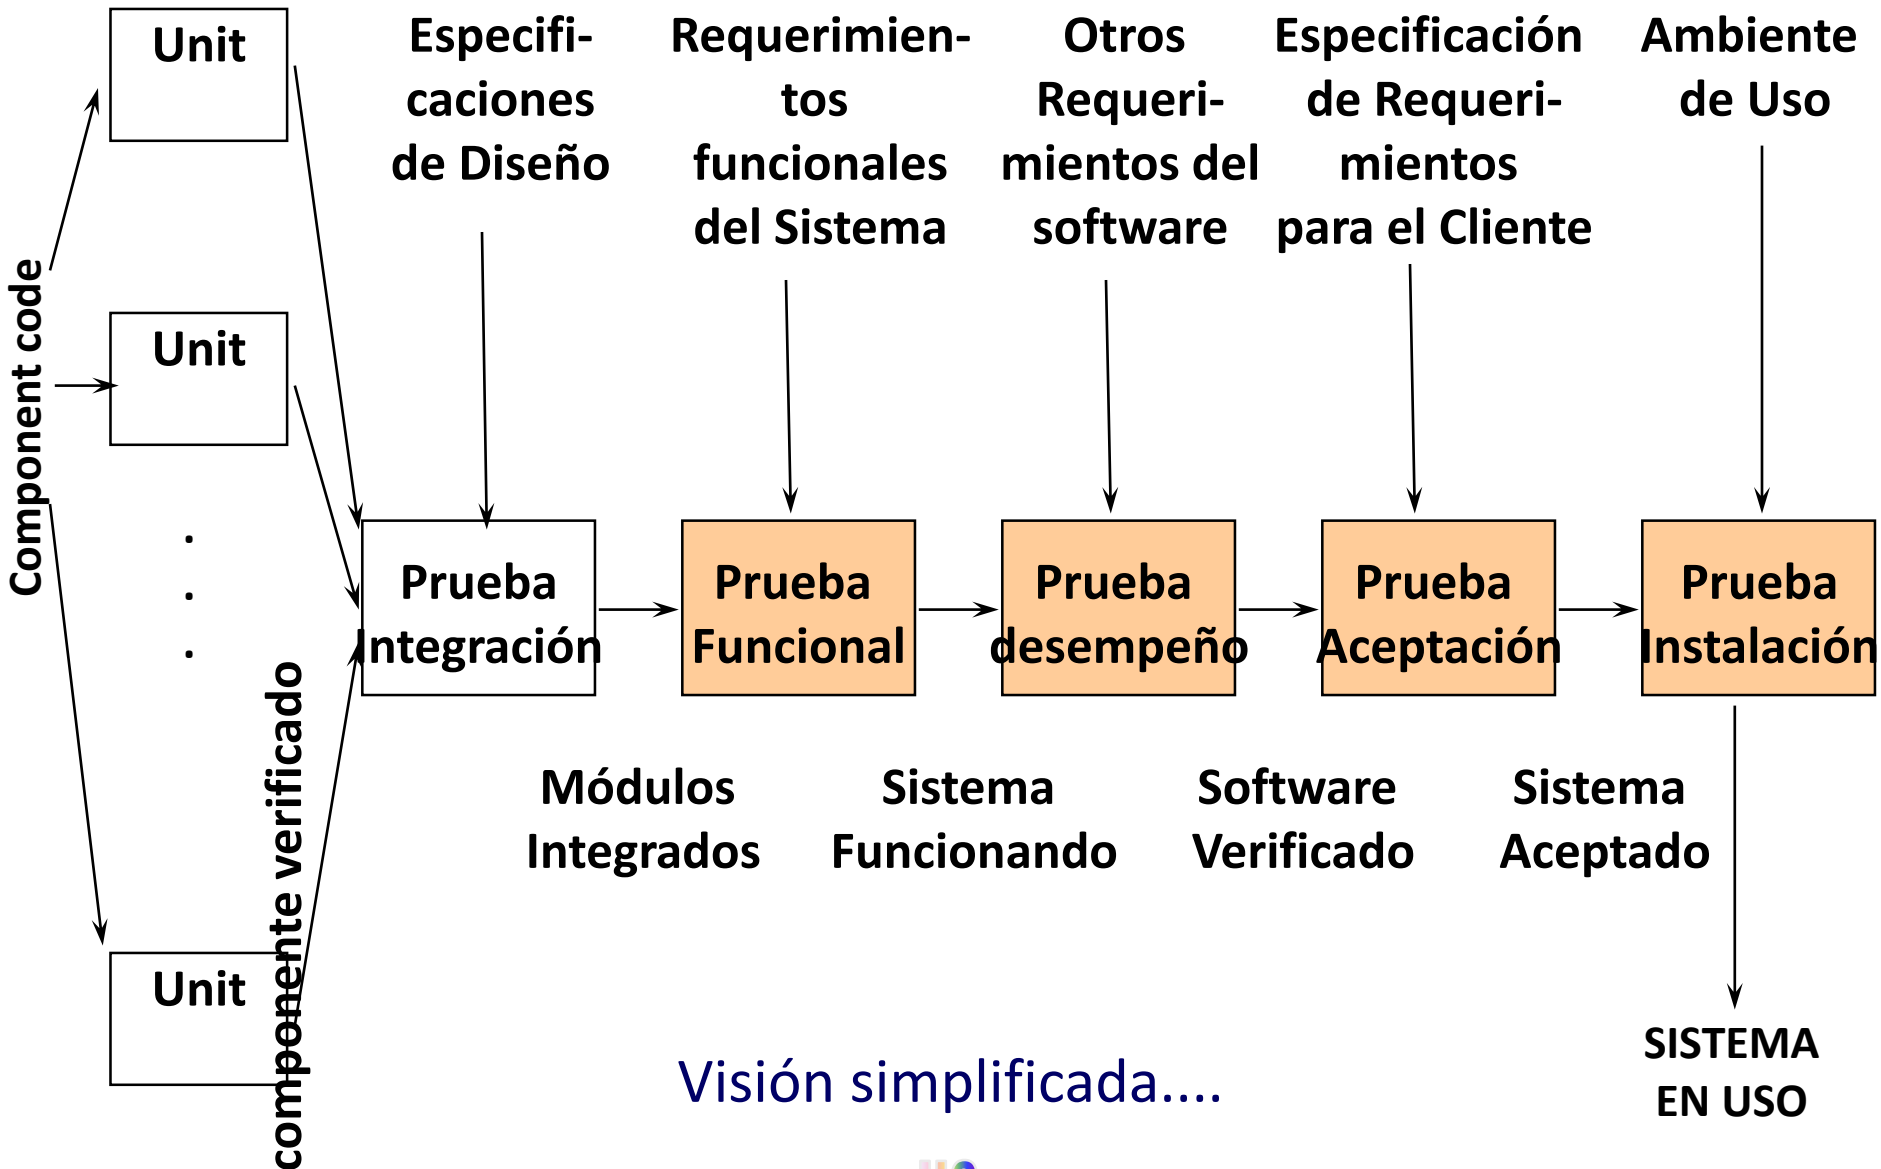 Unit
Especifi-
caciones
de Diseño
Requerimien-
tos
funcionales
del Sistema
Otros
Requeri-
mientos del
software
Especificación
de Requeri-
mientos
para el Cliente
Ambiente
de Uso
Component code
Unit
.
.
.
Unit
componente verificado
Prueba
Integración
Prueba
Funcional
Prueba
desempeño
Prueba
Aceptación
Prueba
Instalación
Módulos
Integrados
Sistema
Funcionando
Software
Verificado
Sistema
Aceptado
SISTEMA
EN USO
Visión simplificada....